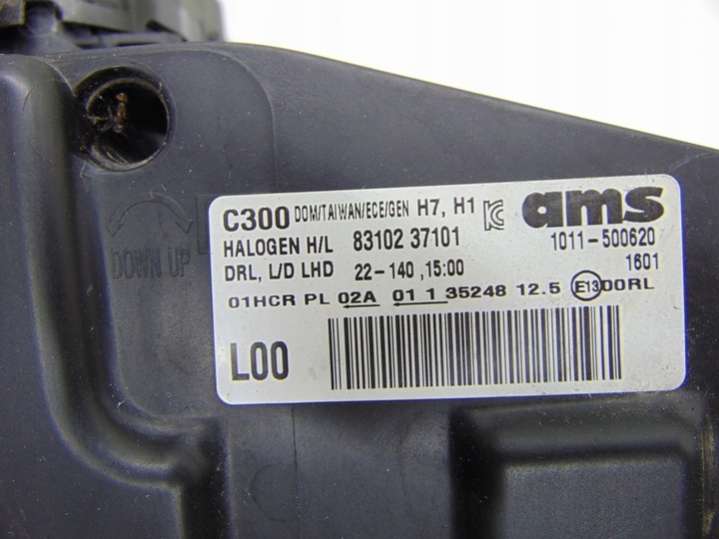 C300 DOM/TAIWAN/ECE/GEN H7, H1 KC ams
HALOGEN H/L 83102 37101 1011-500620
DRL, L/D LHD 22-140 ,15:00 1601
01HCR PL 02A 01 1 35248 12.5 E13 00RL
L00
DOWN UP